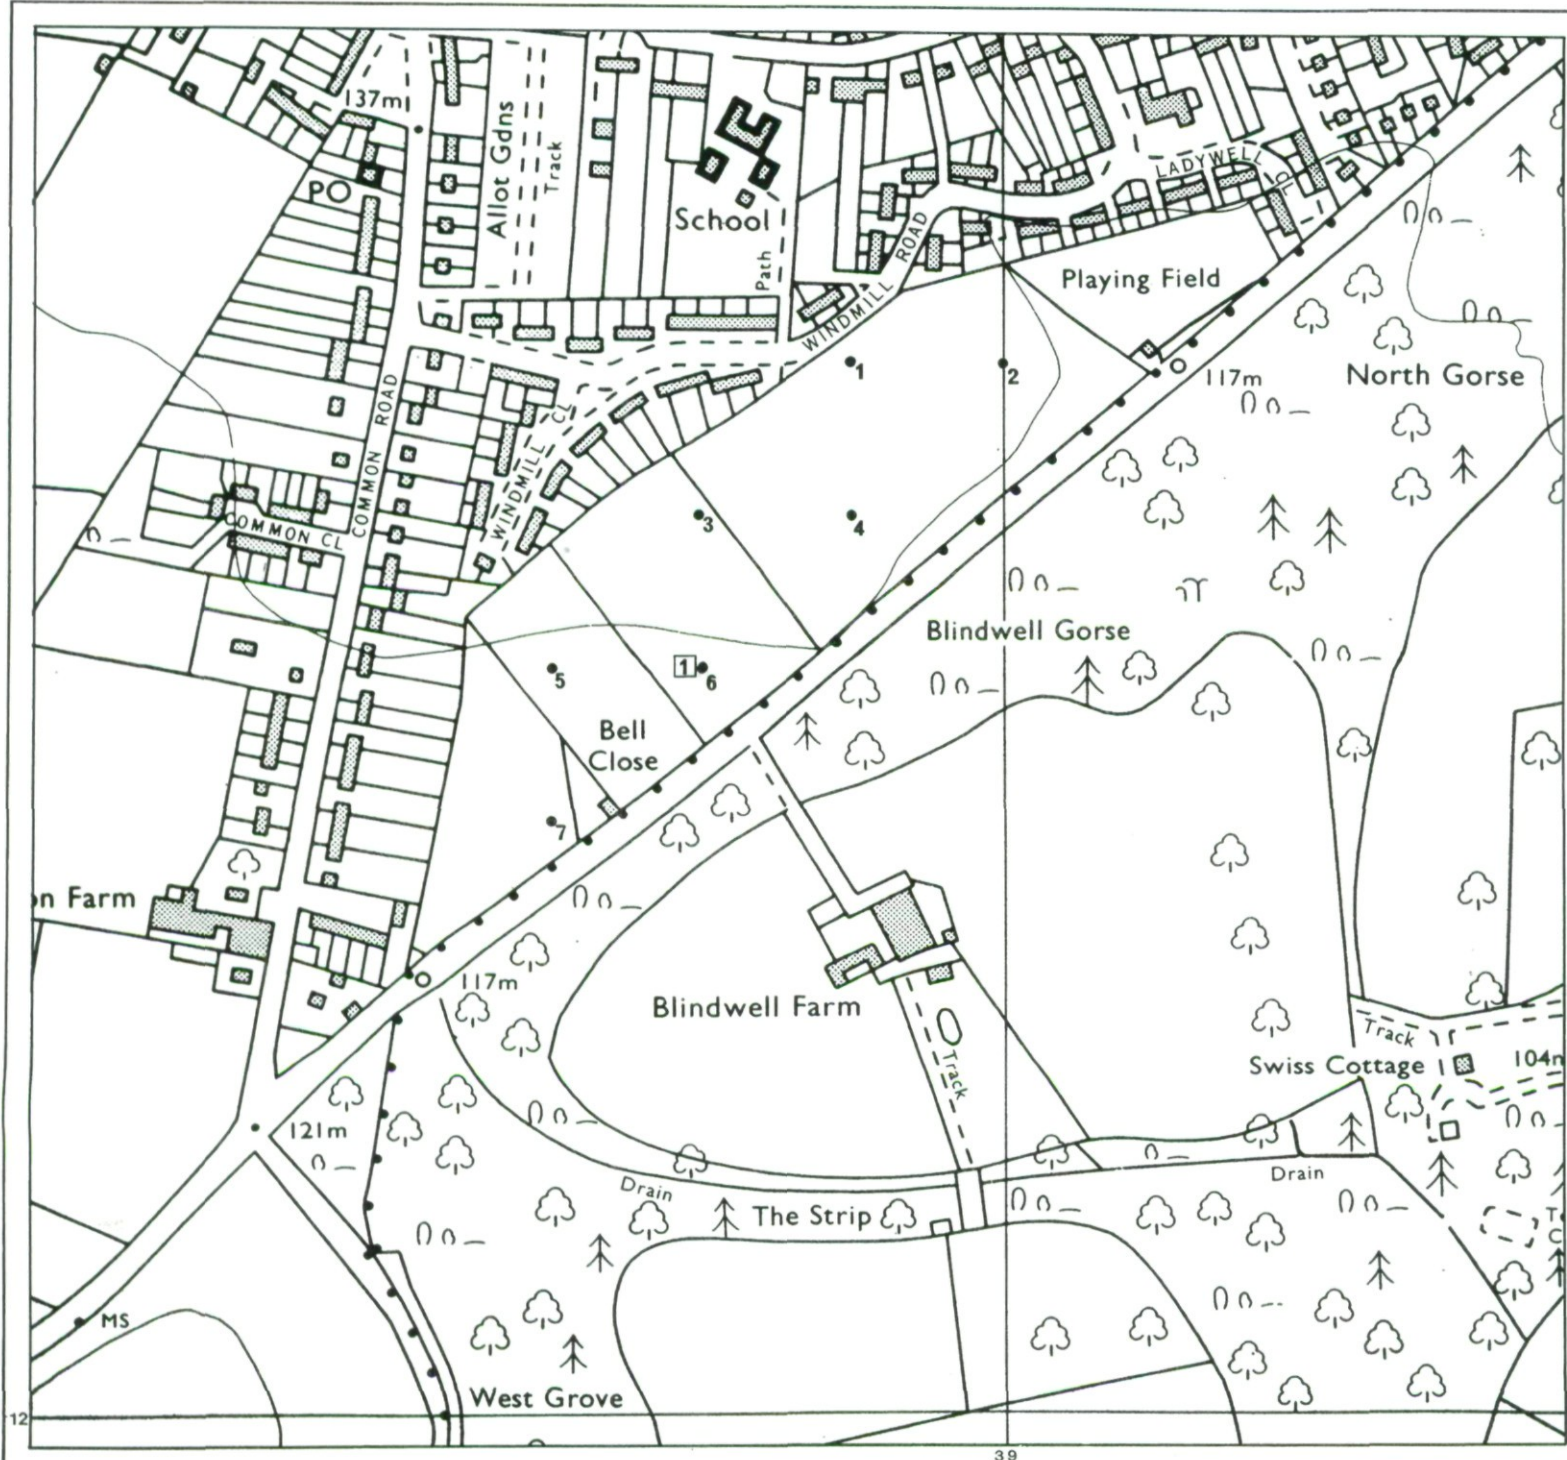 137m
PO
Allot Gdns
Track
School
Path
WINDMILL ROAD
LADYWELL CL
Playing Field
1
2
117m
North Gorse
COMMON ROAD
WINDMILL CL
COMMON CL
3
4
Blindwell Gorse
5
1
6
Bell
Close
7
n Farm
117m
Blindwell Farm
Track
Track
Swiss Cottage
104m
121m
Drain
The Strip
Drain
MS
West Grove
12
39